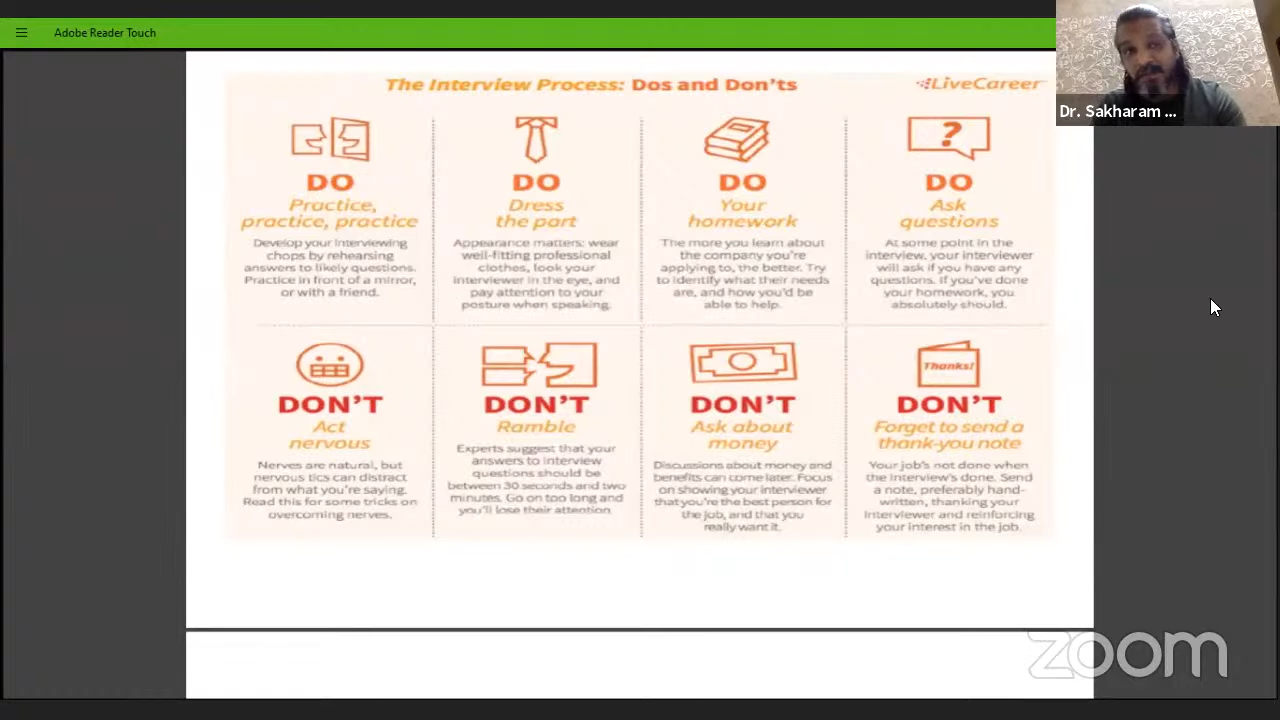 Adobe Reader Touch
Dr. Sakharam ...
The Interview Process: Dos and Don'ts
LiveCareer
DO
Practice,
practice, practice
Develop your interviewing
chops by rehearsing
answers to likely questions.
Practice in front of a mirror,
or with a friend.
DO
Dress
the part
Appearance matters: wear
well-fitting professional
clothes, look your
interviewer in the eye, and
pay attention to your
posture when speaking.
DO
Your
homework
The more you learn about
the company you're
applying to, the better. Try
to identify what their needs
are, and how you'd be
able to help.
?
DO
Ask
questions
At some point in the
interview, your interviewer
will ask if you have any
questions. If you've done
your homework, you
absolutely should.
DON'T
Act
nervous
Nerves are natural, but
nervous tics can distract
from what you're saying.
Read this for some tricks on
overcoming nerves.
DON'T
Ramble
Experts suggest that your
answers to interview
questions should be
between 30 seconds and two
minutes. Go on too long and
you'll lose their attention.
DON'T
Ask about
money
Discussions about money and
benefits can come later. Focus
on showing your interviewer
that you're the best person for
the job, and that you
really want it.
Thanks!
DON'T
Forget to send a
thank-you note
Your job's not done when
the interview's done. Send
a note, preferably hand-
written, thanking your
interviewer and reinforcing
your interest in the job.
zoom